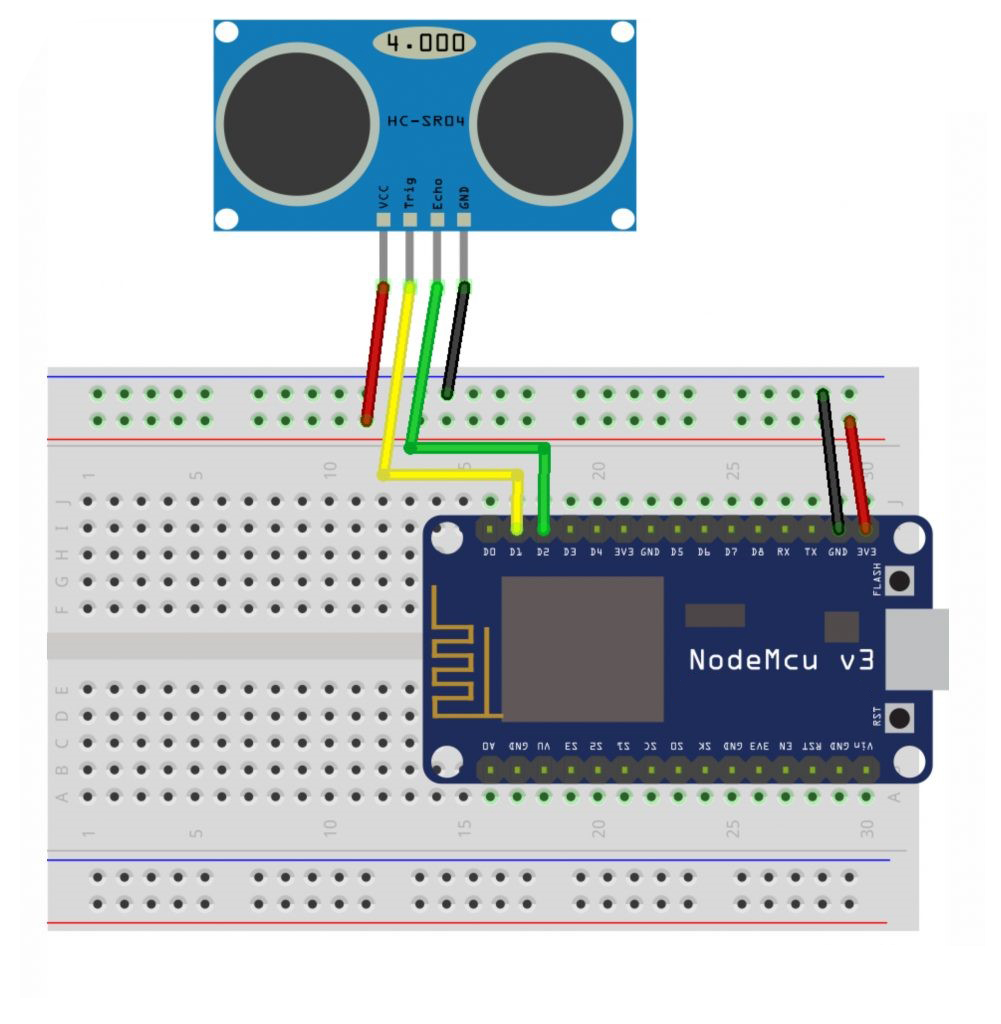 4.000
HC-SR04
VCC Trig Echo GND
1 5 10 15 20 25 30
J J
I
H
G
F
D0 D1 D2 D3 D4 3V3 GND D5 D6 D7 D8 RX TX GND 3V3
FLASH
NodeMcu v3
E
D
C
B
A A
RST
A0 GND VU S3 S2 S1 SC S0 SK GND 3V3 EN RST GND Vin
1 5 10 15 20 25 30